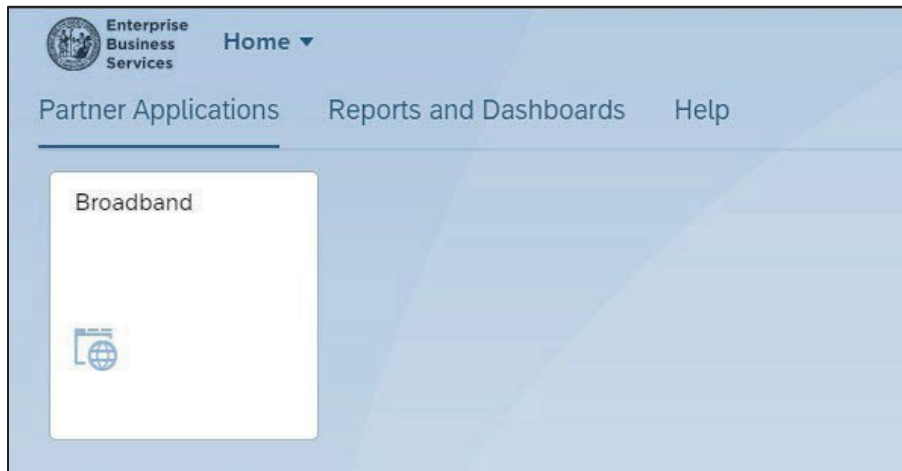 Enterprise
Business
Services
Home
Partner Applications Reports and Dashboards Help
Broadband